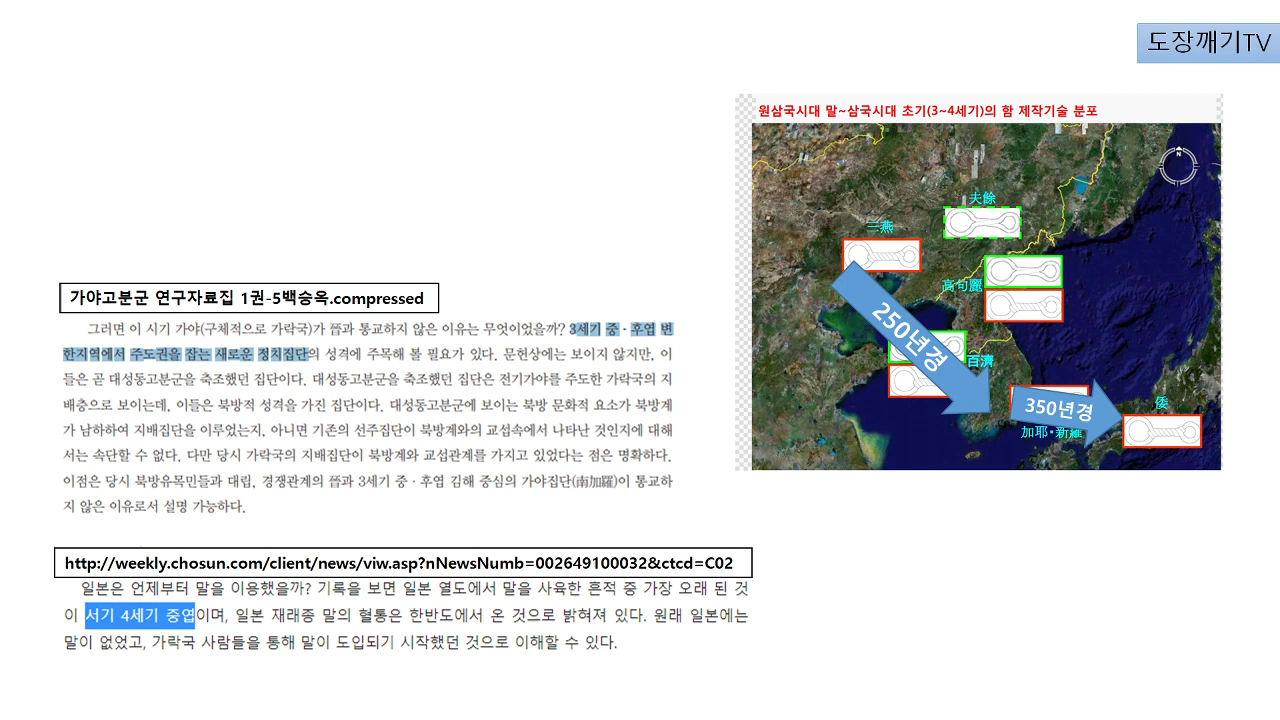 도장깨기TV
원삼국시대 말~삼국시대 초기(3~4세기)의 함 제작기술 분포
N
夫餘
三燕
高句麗
250년경
百濟
350년경
倭
加耶·新羅
가야고분군 연구자료집 1권-5백승옥.compressed
그러면 이 시기 가야(구체적으로 가락국)가 晉과 통교하지 않은 이유는 무엇이었을까? 3세기 중·후엽 변
한지역에서 주도권을 잡는 새로운 정치집단의 성격에 주목해 볼 필요가 있다. 문헌상에는 보이지 않지만, 이
들은 곧 대성동고분군을 축조했던 집단이다. 대성동고분군을 축조했던 집단은 전기가야를 주도한 가락국의 지
배층으로 보이는데, 이들은 북방적 성격을 가진 집단이다. 대성동고분군에 보이는 북방 문화적 요소가 북방계
가 남하하여 지배집단을 이루었는지, 아니면 기존의 지배집단이 북방계와의 교섭속에서 나타난 것인지에 대해
서는 속단할 수 없다. 다만 당시 가락국의 지배집단이 북방계와 교섭관계를 가지고 있었다는 점은 명확하다.
이점은 당시 북방유목민들과 대립, 경쟁관계의 晉과 3세기 중·후엽 김해 중심의 가야집단(南加羅)이 통교하
지 않은 이유로서 설명 가능하다.
http://weekly.chosun.com/client/news/viw.asp?nNewsNumb=002649100032&ctcd=C02
일본은 언제부터 말을 이용했을까? 기록을 보면 일본 열도에서 말을 사육한 흔적 중 가장 오래 된 것
이 서기 4세기 중엽이며, 일본 재래종 말의 혈통은 한반도에서 온 것으로 밝혀져 있다. 원래 일본에는
말이 없었고, 가락국 사람들을 통해 말이 도입되기 시작했던 것으로 이해할 수 있다.